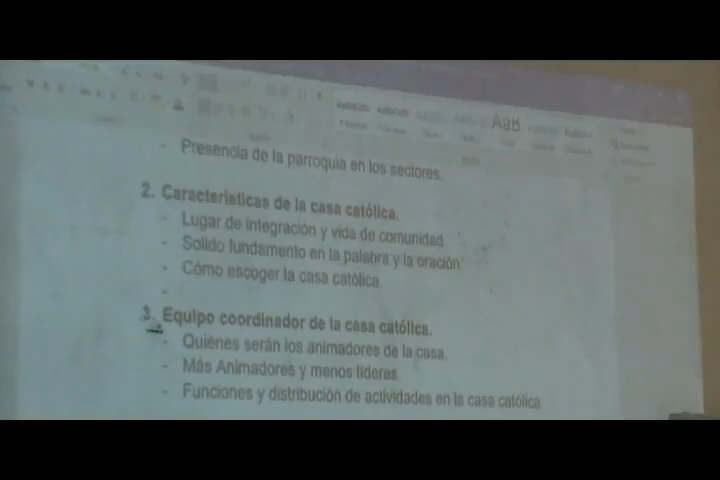 AaB
- Presencia de la parroquia en los sectores.
2. Características de la casa católica.
- Lugar de integración y vida de comunidad
- Solido fundamento en la palabra y la oración
- Cómo escoger la casa católica.
-
3. Equipo coordinador de la casa católica.
- Quiénes serán los animadores de la casa.
- Más Animadores y menos líderes
- Funciones y distribución de actividades en la casa católica